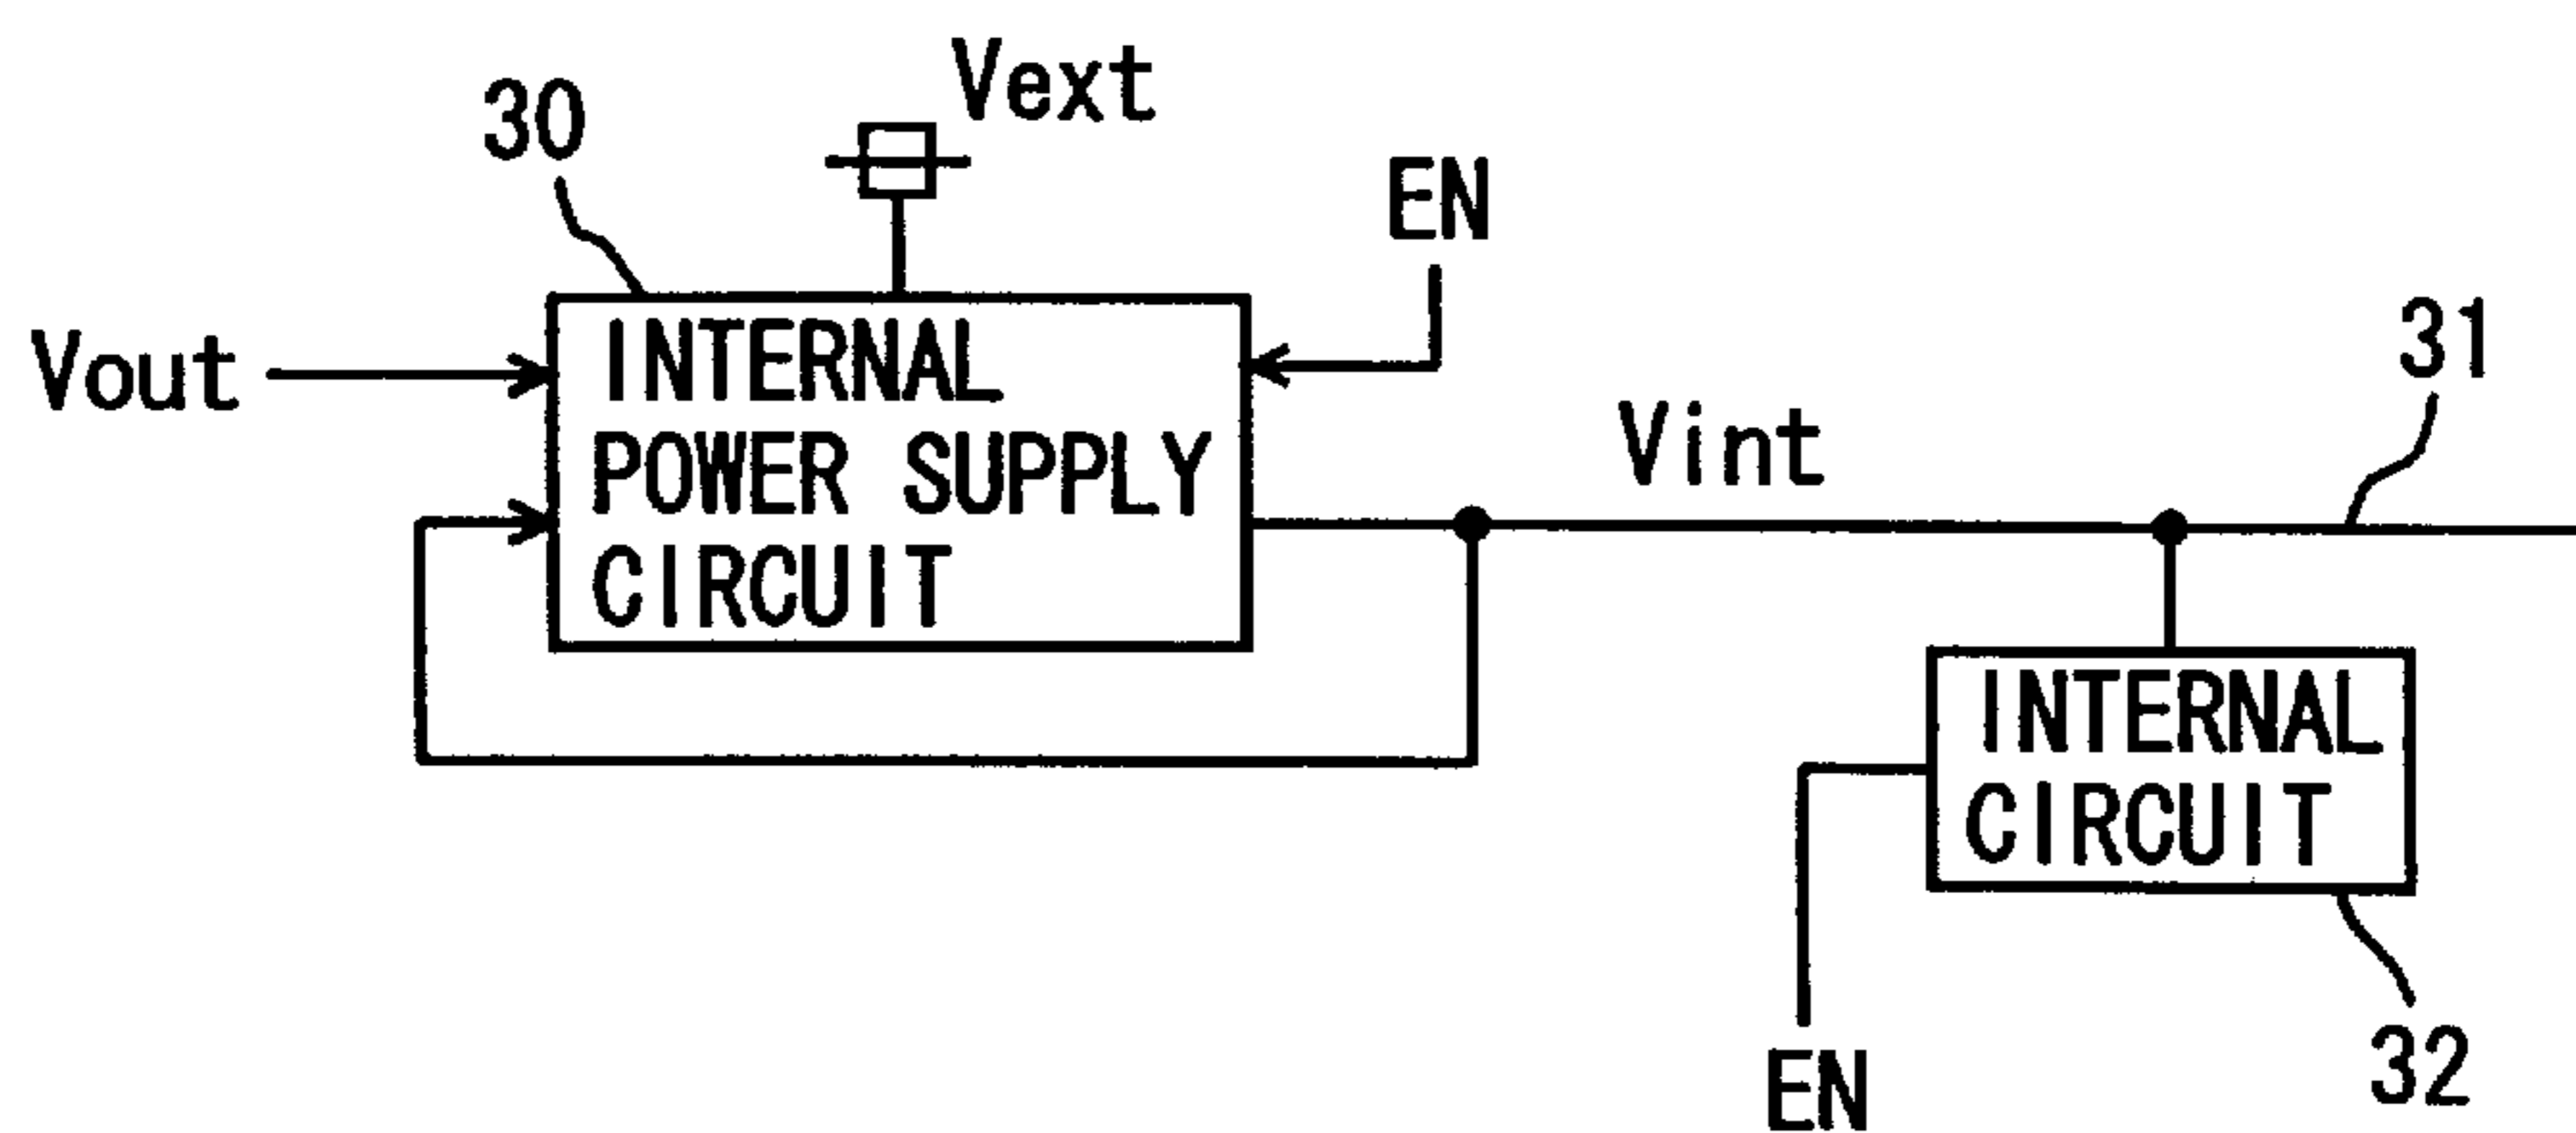 30
Vext
EN
Vout
INTERNAL
POWER SUPPLY
CIRCUIT
Vint
31
INTERNAL
CIRCUIT
EN
32